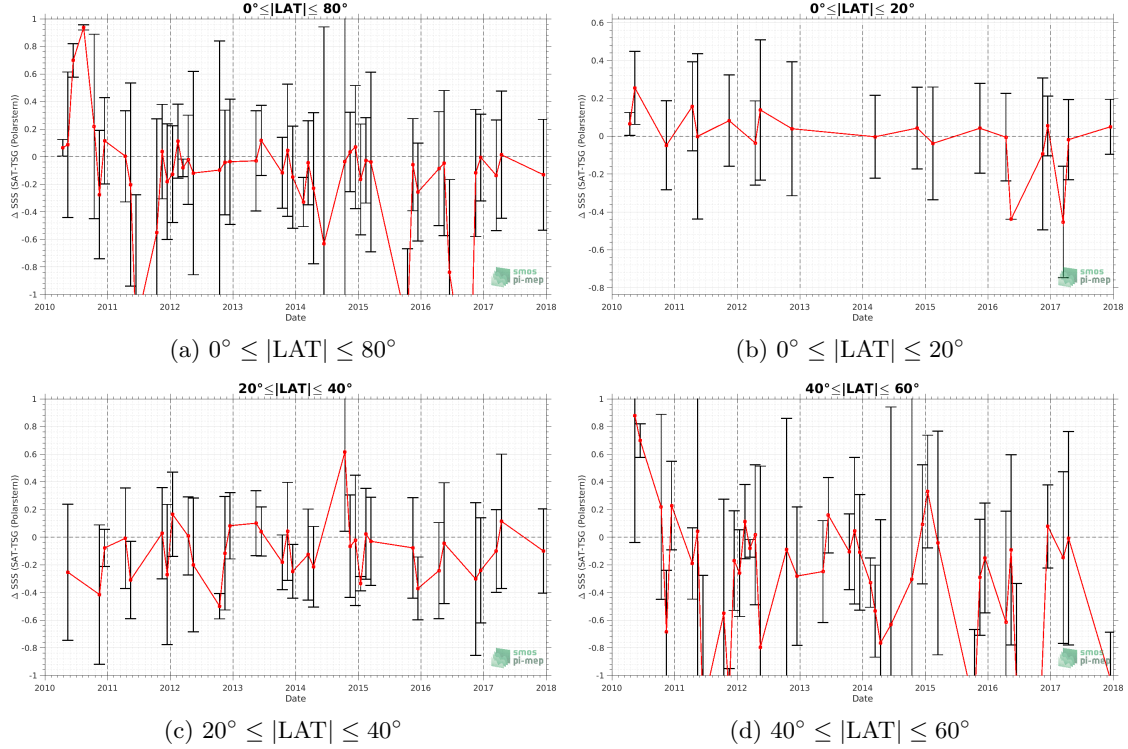 0°≤|LAT|≤ 80°
Δ SSS (SAT-TSG (Polarstern))
1
0.8
0.6
0.4
0.2
0
-0.2
-0.4
-0.6
-0.8
-1
2010 2011 2012 2013 2014 2015 2016 2017 2018
Date
smos
pi-mep
(a) 0° ≤ |LAT| ≤ 80°
0°≤|LAT|≤ 20°
Δ SSS (SAT-TSG (Polarstern))
0.6
0.4
0.2
0
-0.2
-0.4
-0.6
-0.8
2010 2011 2012 2013 2014 2015 2016 2017 2018
Date
smos
pi-mep
(b) 0° ≤ |LAT| ≤ 20°
20°≤|LAT|≤ 40°
Δ SSS (SAT-TSG (Polarstern))
1
0.8
0.6
0.4
0.2
0
-0.2
-0.4
-0.6
-0.8
-1
2010 2011 2012 2013 2014 2015 2016 2017 2018
Date
smos
pi-mep
(c) 20° ≤ |LAT| ≤ 40°
40°≤|LAT|≤ 60°
Δ SSS (SAT-TSG (Polarstern))
1
0.8
0.6
0.4
0.2
0
-0.2
-0.4
-0.6
-0.8
-1
2010 2011 2012 2013 2014 2015 2016 2017 2018
Date
smos
pi-mep
(d) 40° ≤ |LAT| ≤ 60°